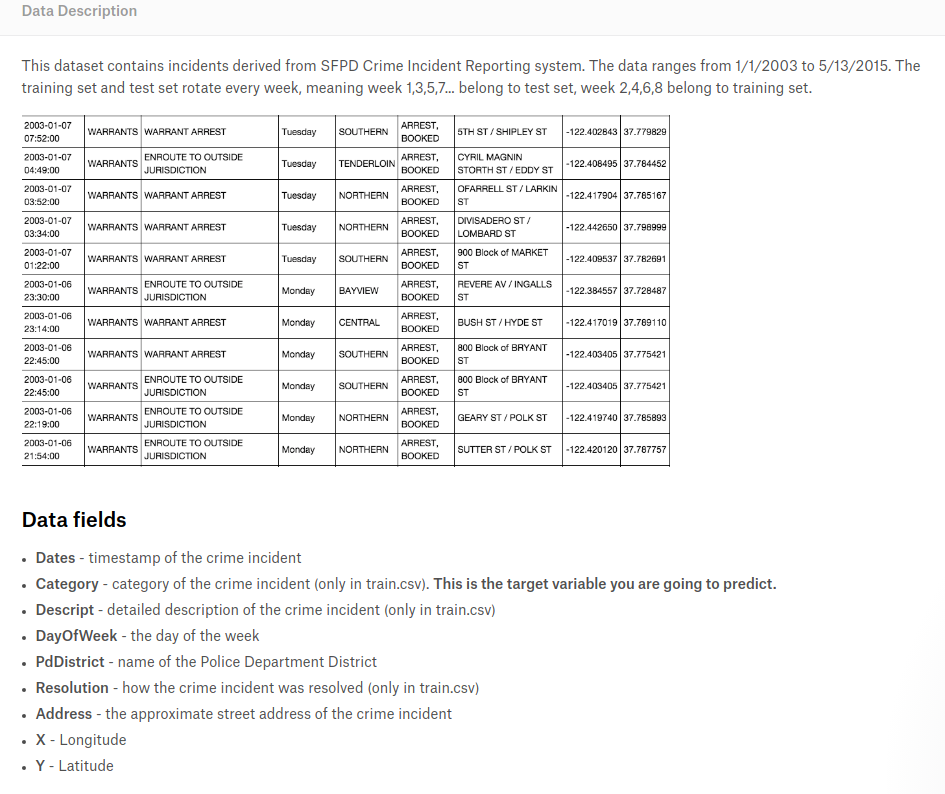 Data Description
This dataset contains incidents derived from SFPD Crime Incident Reporting system. The data ranges from 1/1/2003 to 5/13/2015. The
training set and test set rotate every week, meaning week 1,3,5,7... belong to test set, week 2,4,6,8 belong to training set.
2003-01-07 07:52:00 WARRANTS WARRANT ARREST Tuesday SOUTHERN ARREST, BOOKED 5TH ST / SHIPLEY ST -122.402843 37.779829
2003-01-07 04:49:00 WARRANTS ENROUTE TO OUTSIDE JURISDICTION Tuesday TENDERLOIN ARREST, BOOKED CYRIL MAGNIN STORTH ST / EDDY ST -122.408495 37.784452
2003-01-07 03:52:00 WARRANTS WARRANT ARREST Tuesday NORTHERN ARREST, BOOKED OFARRELL ST / LARKIN ST -122.417904 37.785167
2003-01-07 03:34:00 WARRANTS WARRANT ARREST Tuesday NORTHERN ARREST, BOOKED DIVISADERO ST / LOMBARD ST -122.442650 37.798999
2003-01-07 01:22:00 WARRANTS WARRANT ARREST Tuesday SOUTHERN ARREST, BOOKED 900 Block of MARKET ST -122.409537 37.782691
2003-01-06 23:30:00 WARRANTS ENROUTE TO OUTSIDE JURISDICTION Monday BAYVIEW ARREST, BOOKED REVERE AV / INGALLS ST -122.384557 37.728487
2003-01-06 23:14:00 WARRANTS WARRANT ARREST Monday CENTRAL ARREST, BOOKED BUSH ST / HYDE ST -122.417019 37.789110
2003-01-06 22:45:00 WARRANTS WARRANT ARREST Monday SOUTHERN ARREST, BOOKED 800 Block of BRYANT ST -122.403405 37.775421
2003-01-06 22:45:00 WARRANTS ENROUTE TO OUTSIDE JURISDICTION Monday SOUTHERN ARREST, BOOKED 800 Block of BRYANT ST -122.403405 37.775421
2003-01-06 22:19:00 WARRANTS ENROUTE TO OUTSIDE JURISDICTION Monday NORTHERN ARREST, BOOKED GEARY ST / POLK ST -122.419740 37.785893
2003-01-06 21:54:00 WARRANTS ENROUTE TO OUTSIDE JURISDICTION Monday NORTHERN ARREST, BOOKED SUTTER ST / POLK ST -122.420120 37.787757
Data fields
• Dates - timestamp of the crime incident
• Category - category of the crime incident (only in train.csv). This is the target variable you are going to predict.
• Descript - detailed description of the crime incident (only in train.csv)
• DayOfWeek - the day of the week
• PdDistrict - name of the Police Department District
• Resolution - how the crime incident was resolved (only in train.csv)
• Address - the approximate street address of the crime incident
• X - Longitude
• Y - Latitude